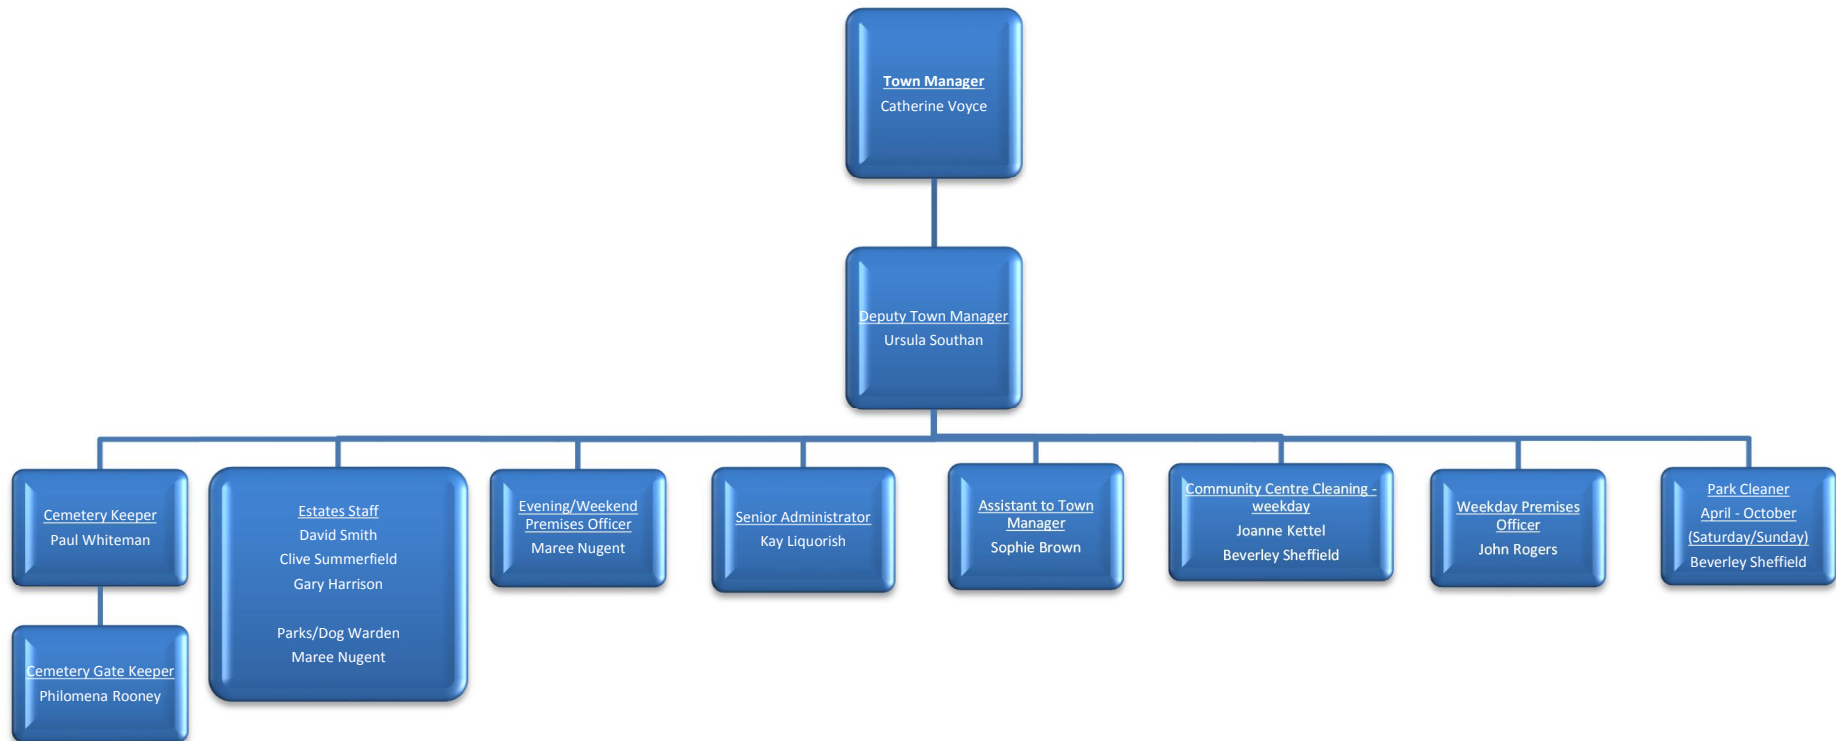 Town Manager
Catherine Voyce
Deputy Town Manager
Ursula Southan
Cemetery Keeper
Paul Whiteman
Estates Staff
David Smith
Clive Summerfield
Gary Harrison
Parks/Dog Warden
Maree Nugent
Evening/Weekend
Premises Officer
Maree Nugent
Senior Administrator
Kay Liquorish
Assistant to Town
Manager
Sophie Brown
Community Centre Cleaning -
weekday
Joanne Kettel
Beverley Sheffield
Weekday Premises
Officer
John Rogers
Park Cleaner
April - October
(Saturday/Sunday)
Beverley Sheffield
Cemetery Gate Keeper
Philomena Rooney